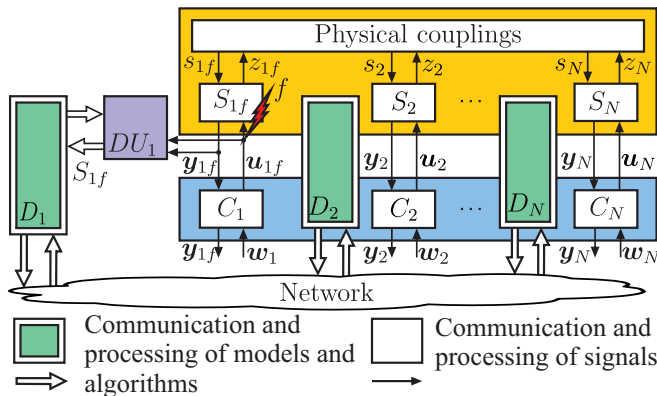 Physical couplings
s1f z1f s2 z2 sN zN
f
S1f S2 ... SN
DU1
S1f y1f u1f y2 u2 yN uN
D1 C1 D2 C2 ... DN CN
y1f w1 y2 w2 yN wN
Network
Communication and processing of models and algorithms
Communication and processing of signals